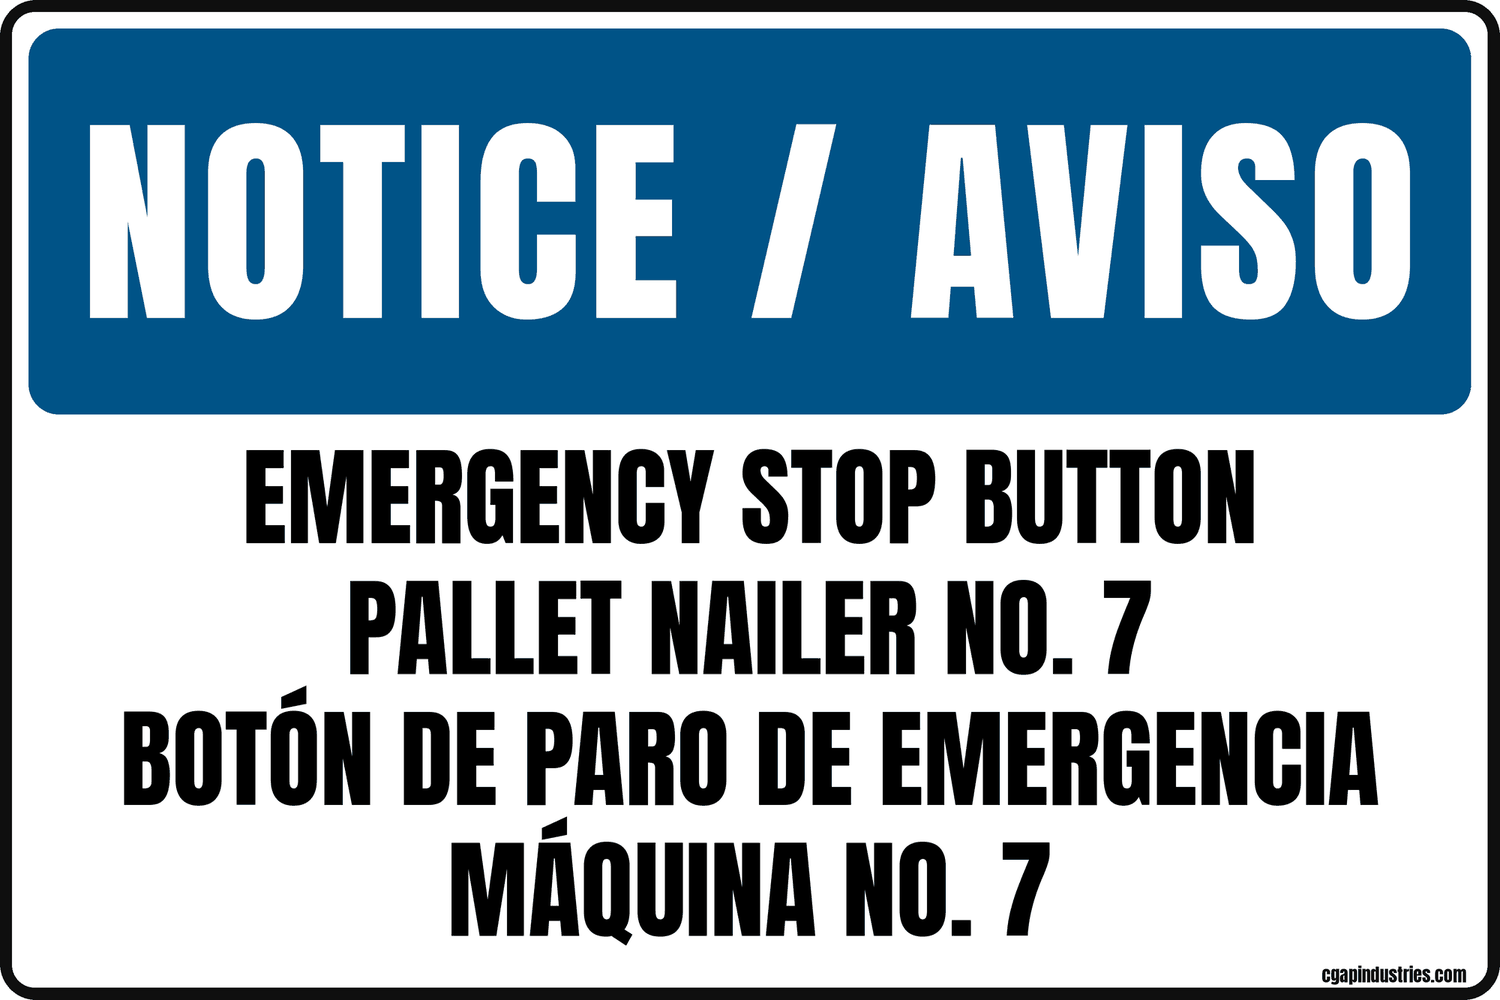 NOTICE / AVISO
EMERGENCY STOP BUTTON
PALLET NAILER NO. 7
BOTÓN DE PARO DE EMERGENCIA
MÁQUINA NO. 7
cgapindustries.com